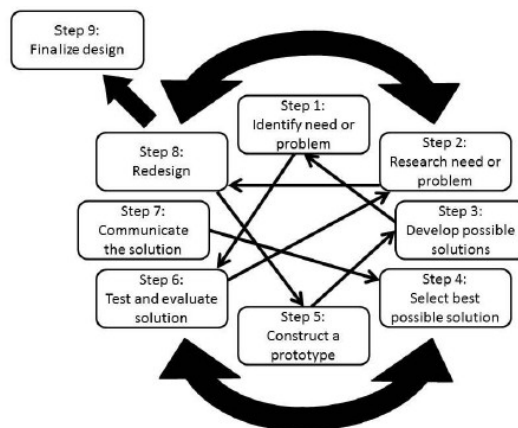 Step 9:
Finalize design
Step 1:
Identify need or
problem
Step 8:
Redesign
Step 2:
Research need or
problem
Step 7:
Communicate
the solution
Step 3:
Develop possible
solutions
Step 6:
Test and evaluate
solution
Step 4:
Select best
possible solution
Step 5:
Construct a
prototype